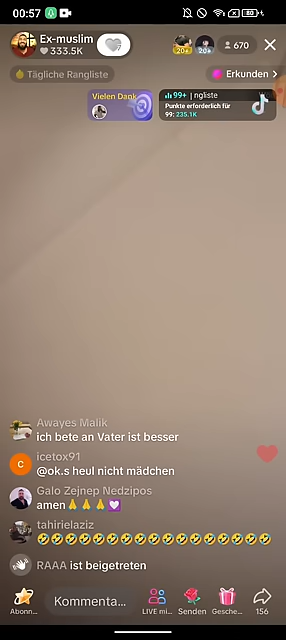 00:57
80
Ex-muslim
333.5K
20+
20+
670
Tägliche Rangliste
Erkunden
Vielen Dank
99+ | ngliste
Punkte erforderlich für
99: 235.1K
Awayes Malik
ich bete an Vater ist besser
icetox91
C
@ok.s heul nicht mädchen
Galo Zejnep Nedzipos
amen🙏🙏🙏💟
tahirielaziz
🤣🤣🤣🤣🤣🤣🤣🤣🤣🤣🤣🤣🤣🤣🤣🤣🤣🤣
RAAA ist beigetreten
Kommenta...
Abonn...
LIVE mi...
Senden
Gesche...
156